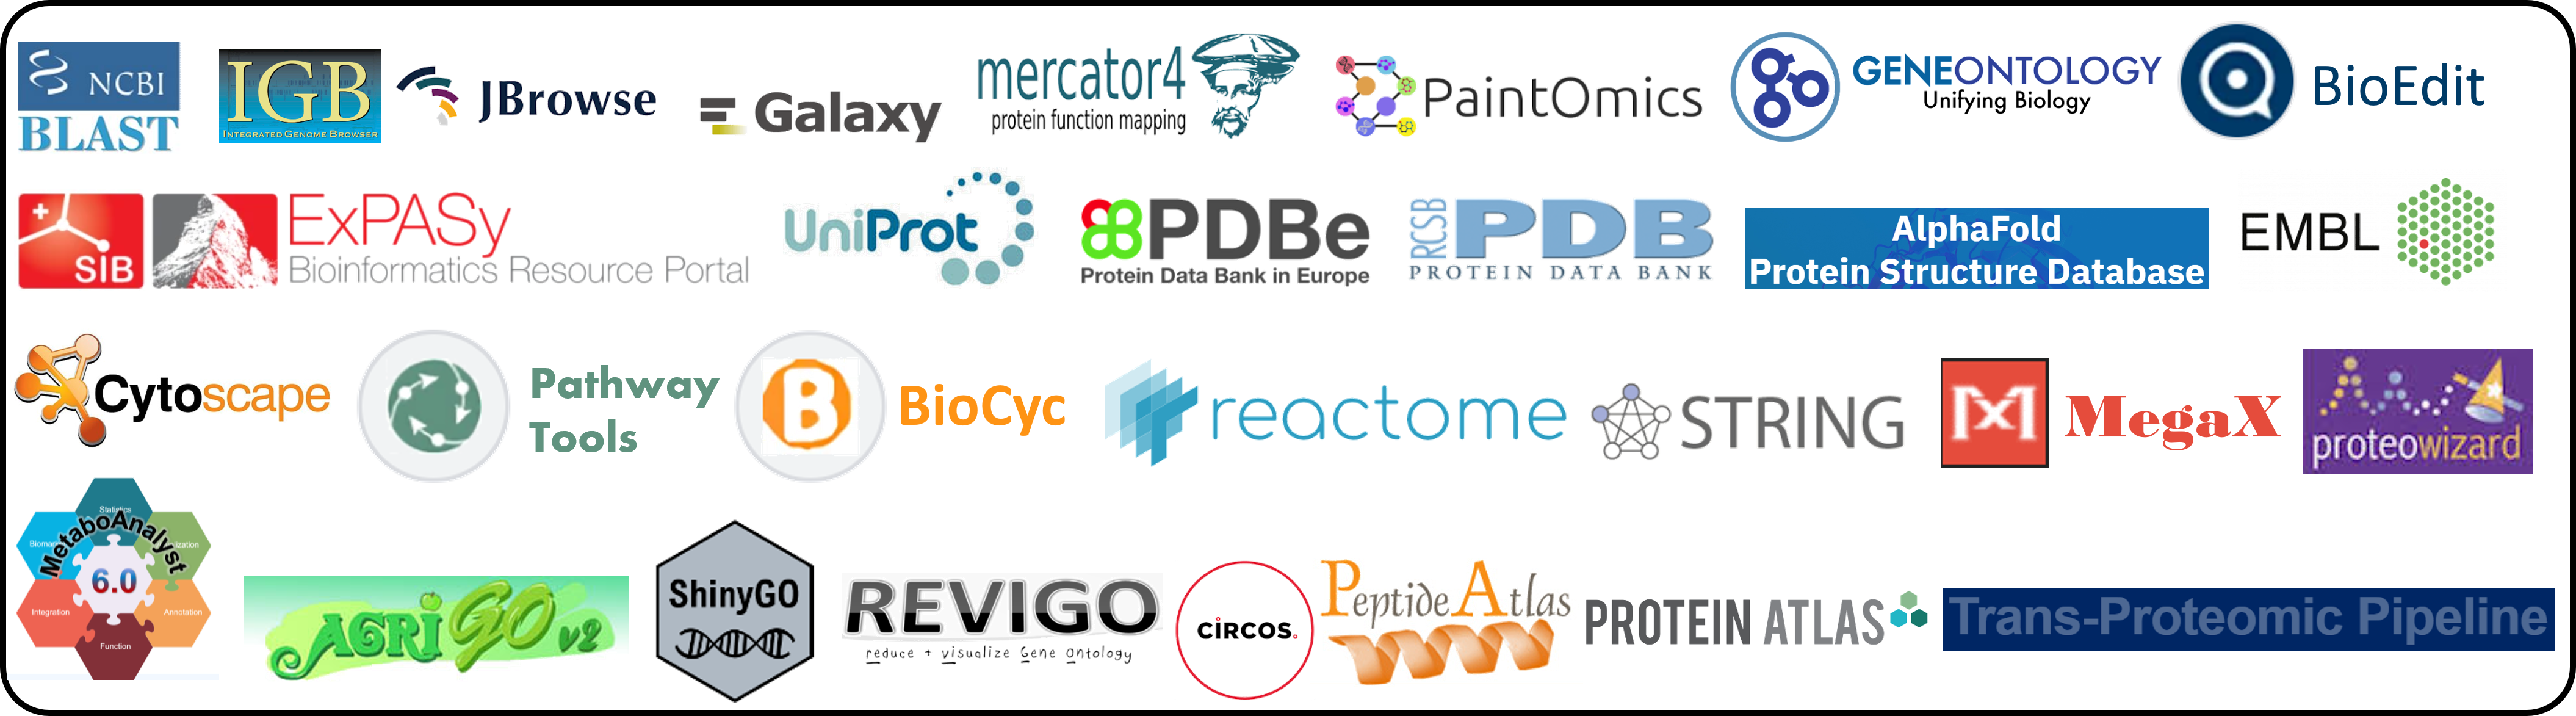 NCBI
BLAST
IGB
INTEGRATED GENOME BROWSER
JBrowse
Galaxy
mercator4
protein function mapping
PaintOmics
go
GENEONTOLOGY
Unifying Biology
BioEdit
SIB
ExPASy
Bioinformatics Resource Portal
UniProt
PDBe
Protein Data Bank in Europe
RCSB
PDB
PROTEIN DATA BANK
AlphaFold
Protein Structure Database
EMBL
Cytoscape
Pathway
Tools
B
BioCyc
reactome
STRING
M
MegaX
proteowizard
Statistics
MetaboAnalyst
6.0
Integration
Annotation
Function
AGRiGO v2
ShinyGO
REVIGO
reduce + visualize Gene Ontology
CIRCOS.
PeptideAtlas
PROTEIN ATLAS
Trans-Proteomic Pipeline